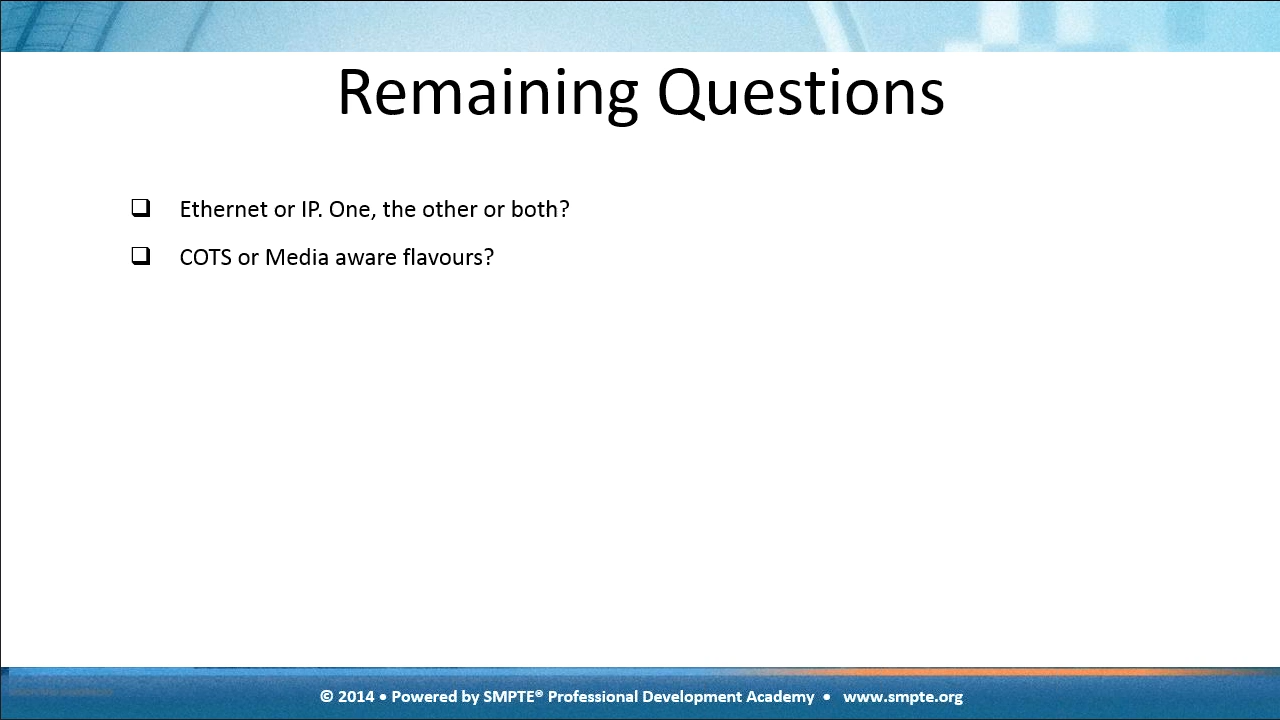 Remaining Questions
❑ Ethernet or IP. One, the other or both?
❑ COTS or Media aware flavours?
© 2014 • Powered by SMPTE® Professional Development Academy • www.smpte.org